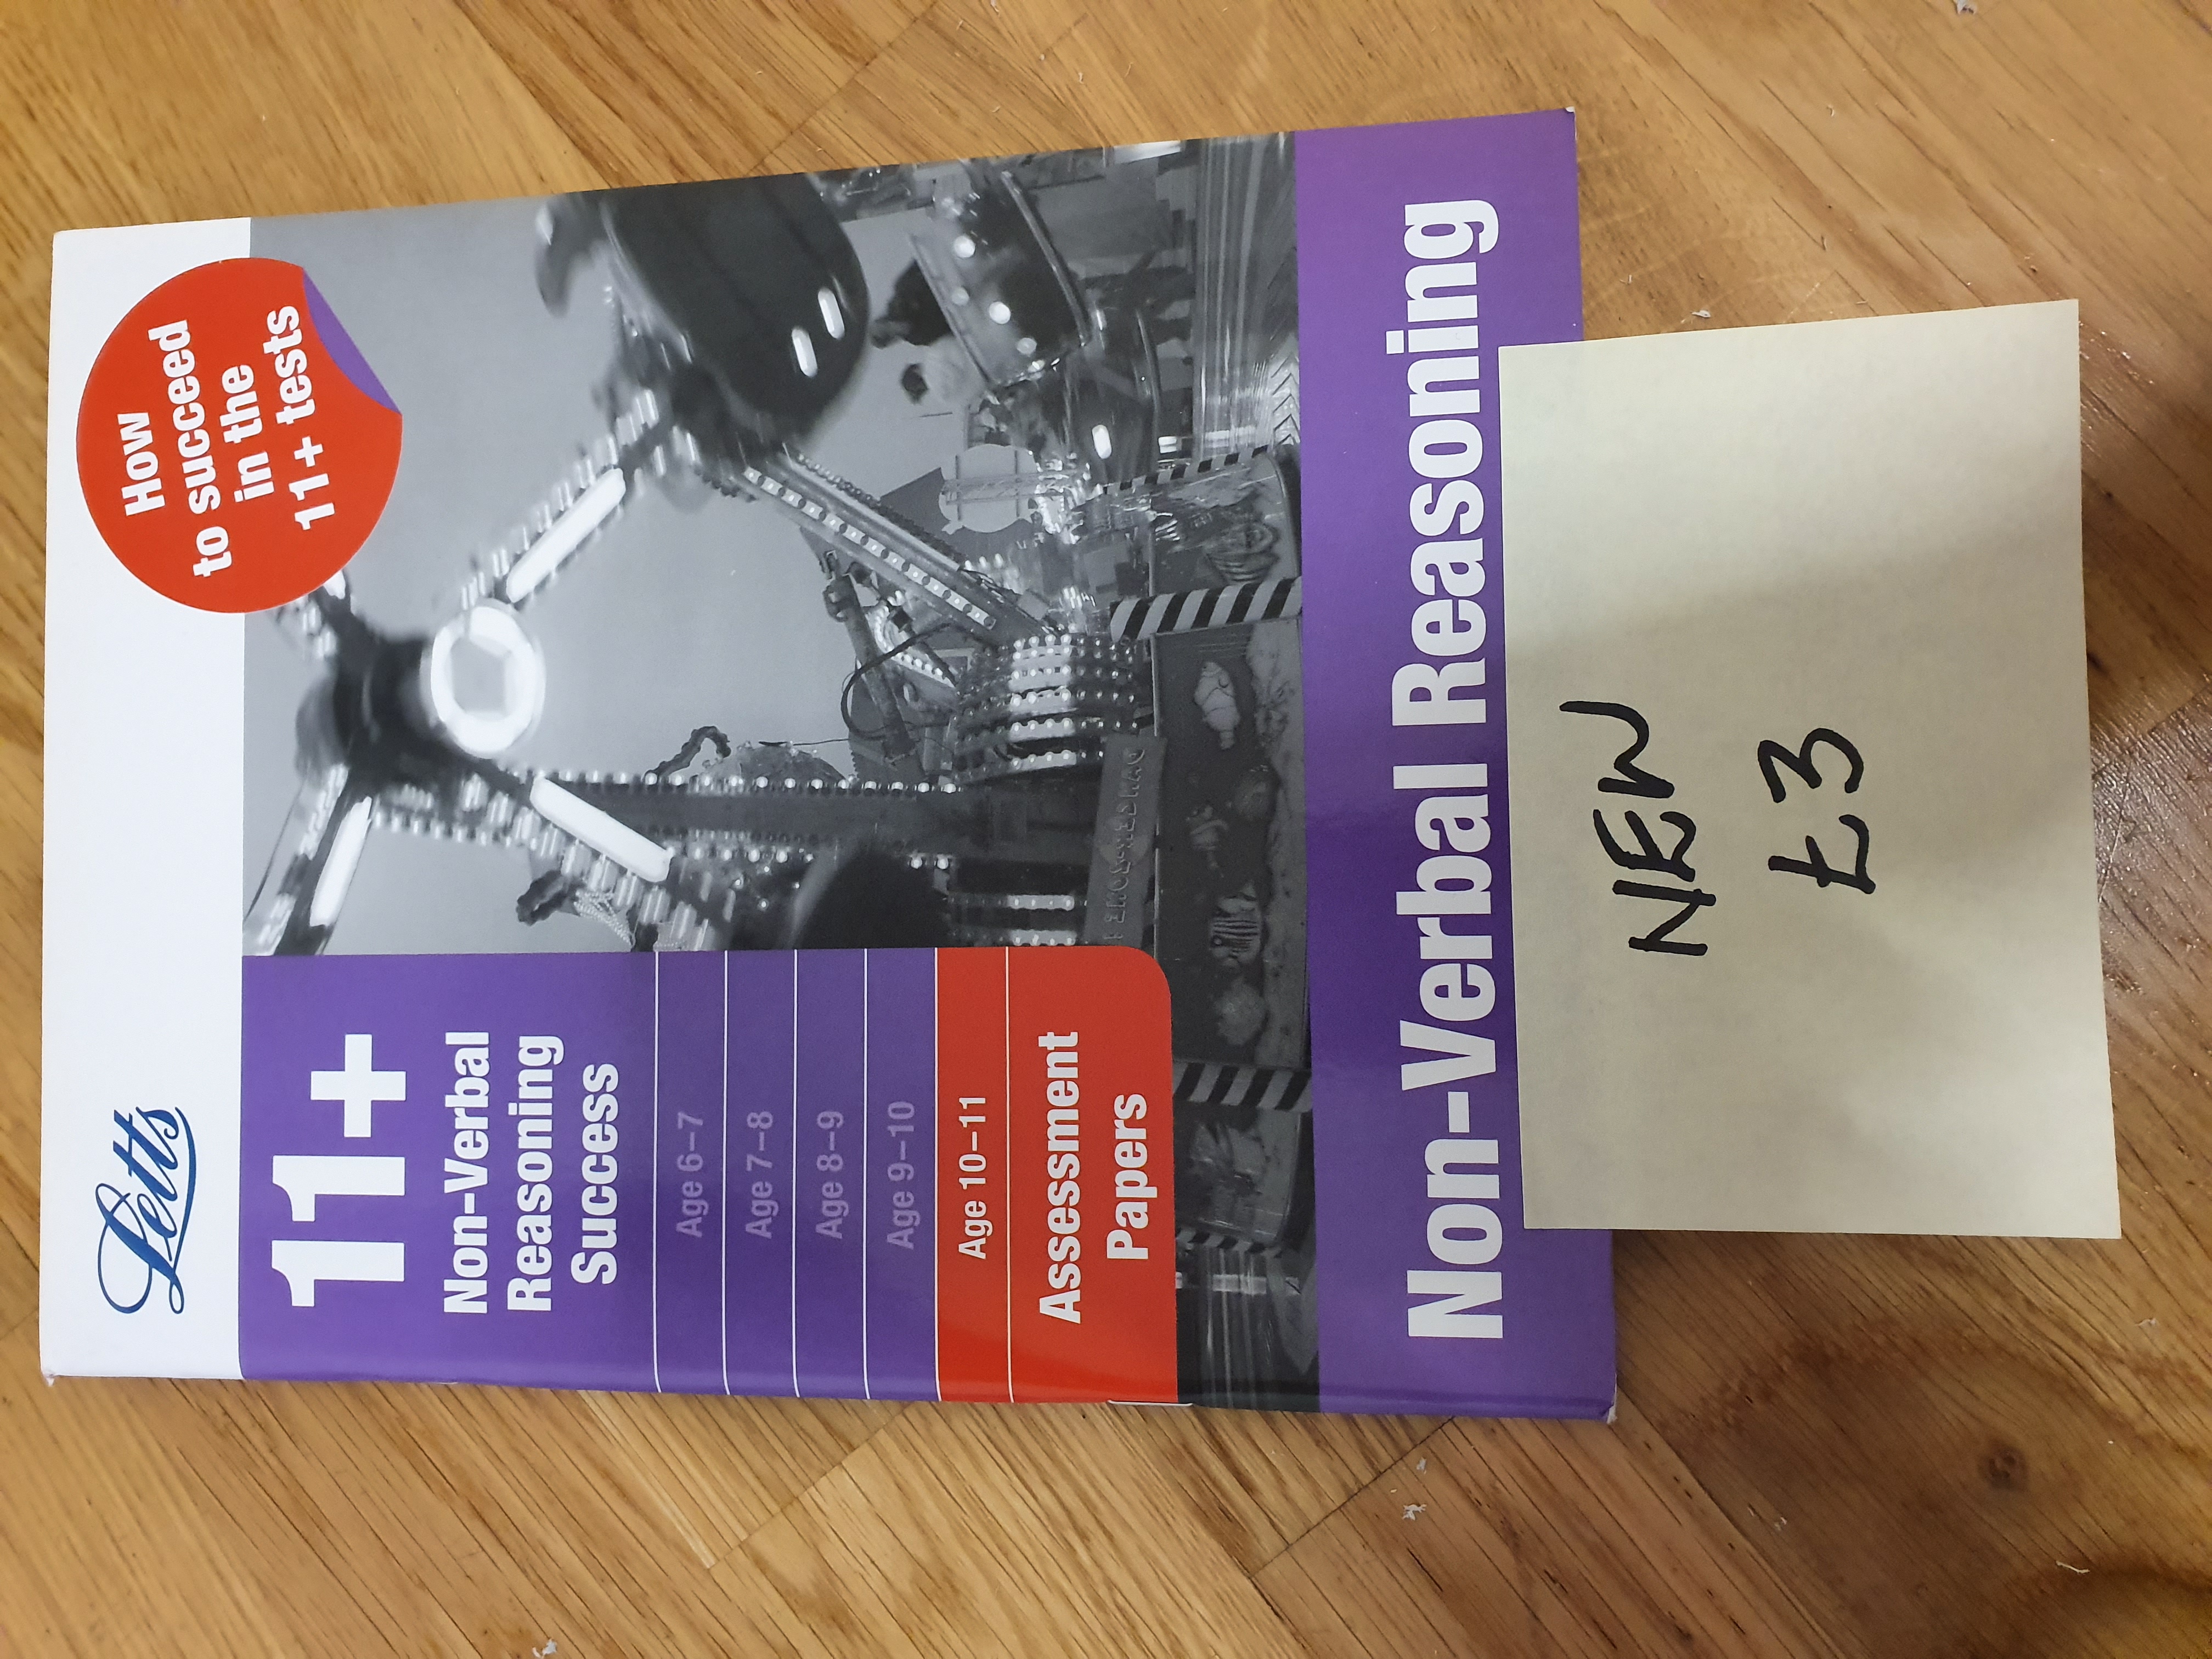 Letts
How
to succeed
in the
11+ tests
11+
Non-Verbal
Reasoning
Success
Age 6–7
Age 7–8
Age 8–9
Age 9–10
Age 10–11
Assessment
Papers
Non-Verbal Reasoning
NEW
£3